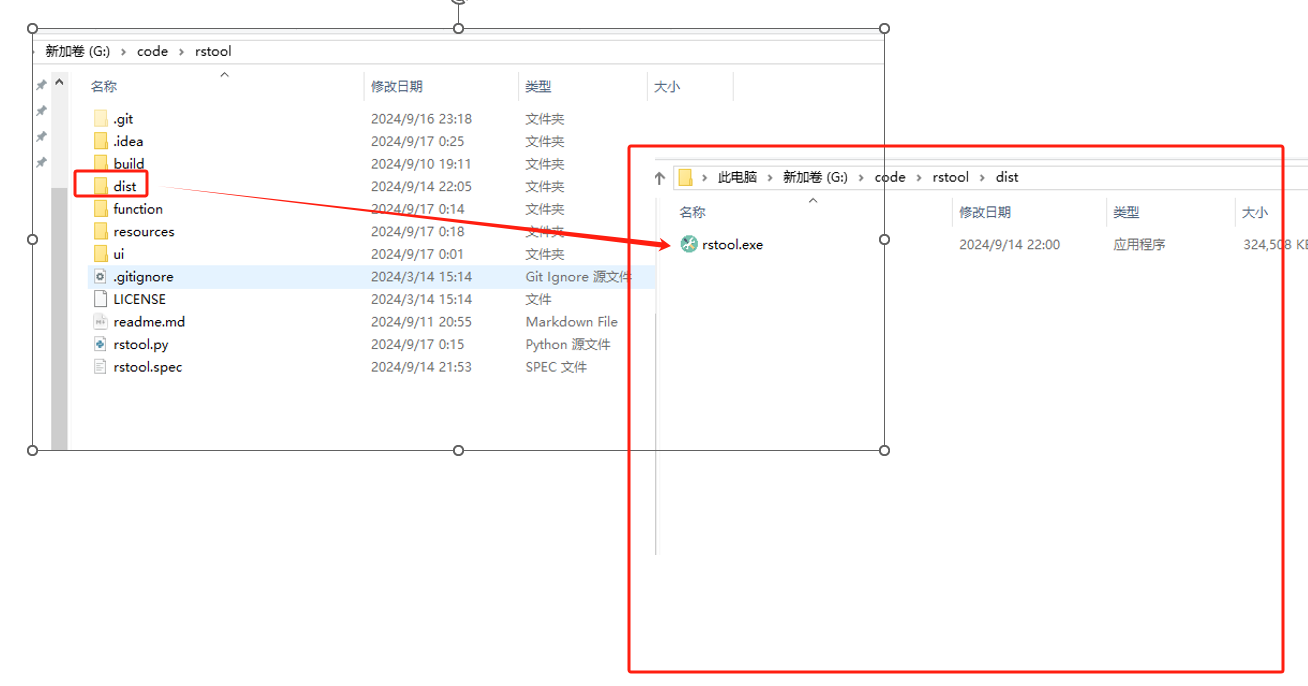 新加卷 (G:) › code › rstool
名称 修改日期 类型 大小
.git 2024/9/16 23:18 文件夹
.idea 2024/9/17 0:25 文件夹
build 2024/9/10 19:11 文件夹
dist 2024/9/14 22:05 文件夹
function 2024/9/17 0:14 文件夹
resources 2024/9/17 0:18 文件夹
ui 2024/9/17 0:01 文件夹
.gitignore 2024/3/14 15:14 Git Ignore 源文件
LICENSE 2024/3/14 15:14 文件
readme.md 2024/9/11 20:55 Markdown File
rstool.py 2024/9/17 0:15 Python 源文件
rstool.spec 2024/9/14 21:53 SPEC 文件
› 此电脑 › 新加卷 (G:) › code › rstool › dist
名称 修改日期 类型 大小
rstool.exe 2024/9/14 22:00 应用程序 324,508 KB